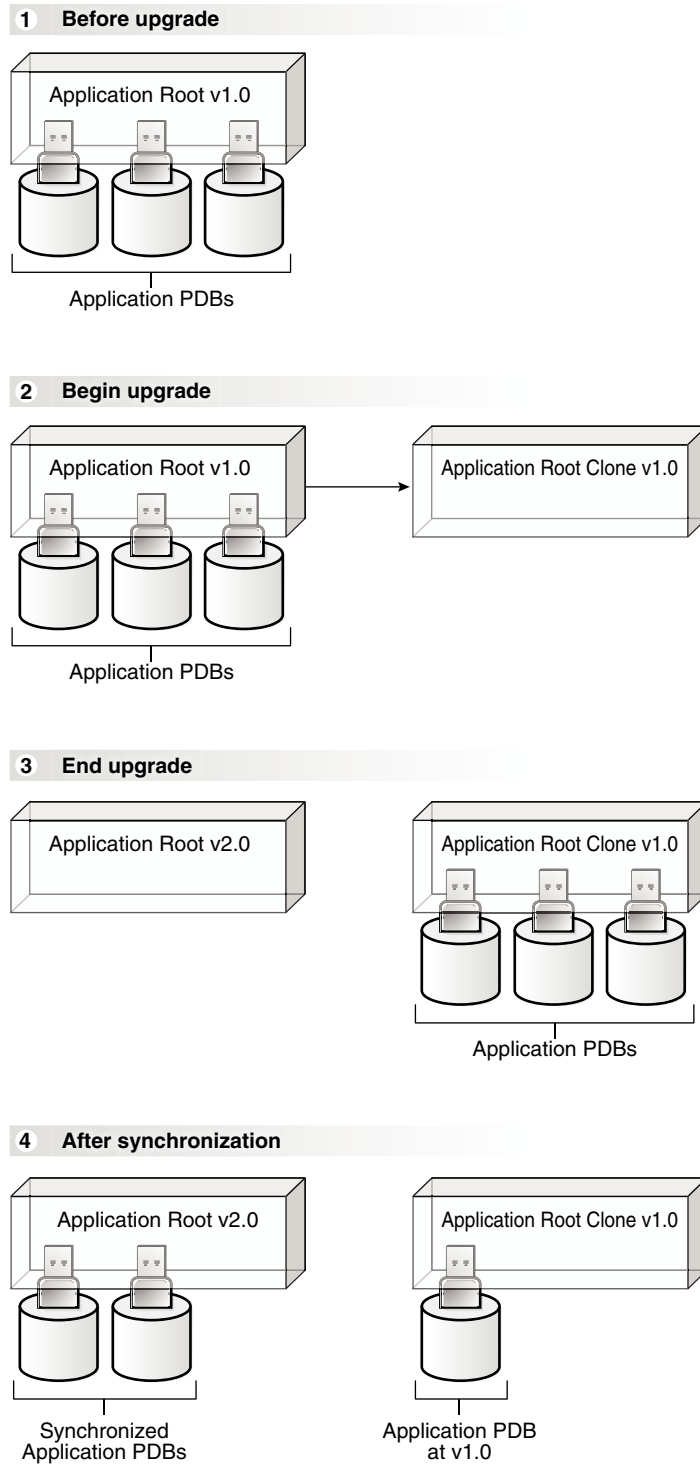 1 Before upgrade
Application Root v1.0
Application PDBs
2 Begin upgrade
Application Root v1.0
Application Root Clone v1.0
Application PDBs
3 End upgrade
Application Root v2.0
Application Root Clone v1.0
Application PDBs
4 After synchronization
Application Root v2.0
Application Root Clone v1.0
Synchronized
Application PDBs
Application PDB
at v1.0